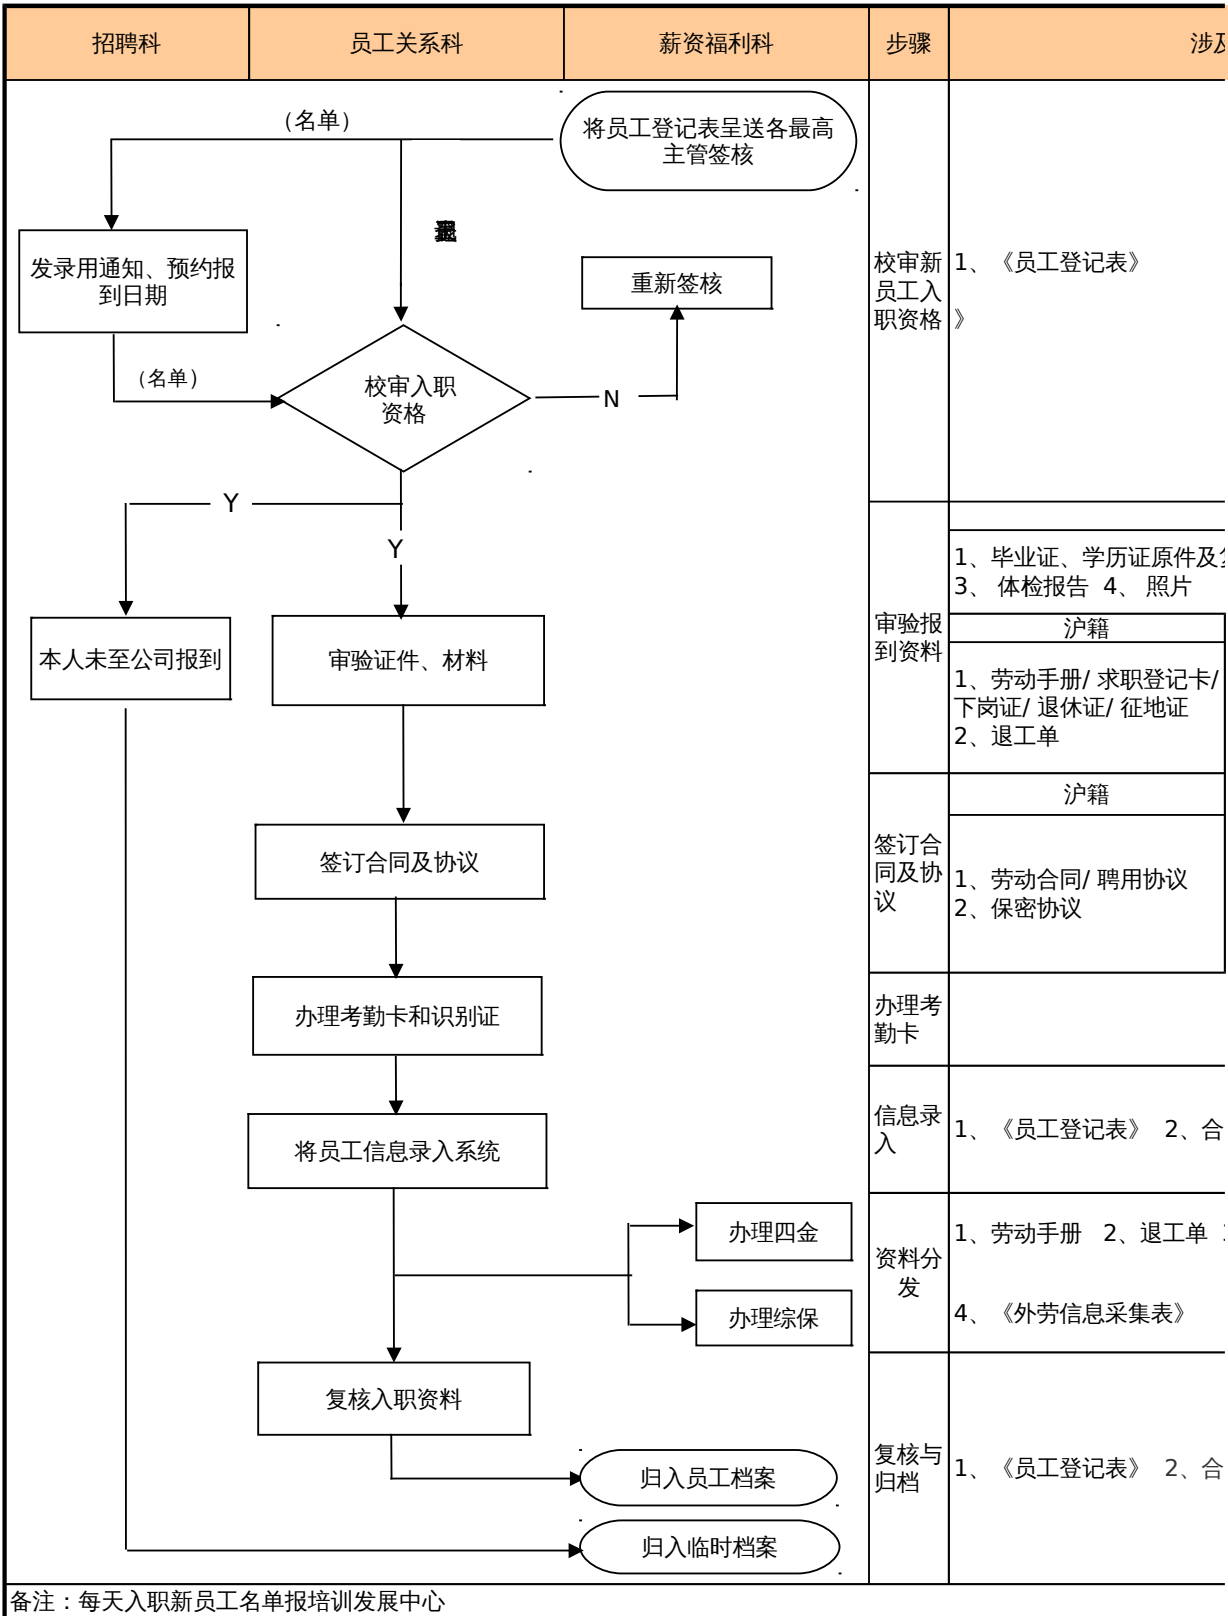 招聘科
员工关系科
薪资福利科
步骤
涉及
（名单）
将员工登记表呈送各最高
主管签核
发录用通知、预约报
到日期
重新签核
校审新
员工入
职资格
1、《员工登记表》
》
（名单）
校审入职
资格
N
Y
Y
1、毕业证、学历证原件及
3、 体检报告 4、 照片
审验报
到资料
沪籍
本人未至公司报到
审验证件、材料
1、劳动手册/ 求职登记卡/
下岗证/ 退休证/ 征地证
2、退工单
沪籍
签订合
同及协
议
签订合同及协议
1、劳动合同/ 聘用协议
2、保密协议
办理考勤卡和识别证
办理考
勤卡
将员工信息录入系统
信息录
入
1、《员工登记表》 2、合
办理四金
办理综保
资料分
发
1、劳动手册 2、退工单
4、《外劳信息采集表》
复核入职资料
归入员工档案
复核与
归档
1、《员工登记表》 2、合
归入临时档案
备注：每天入职新员工名单报培训发展中心